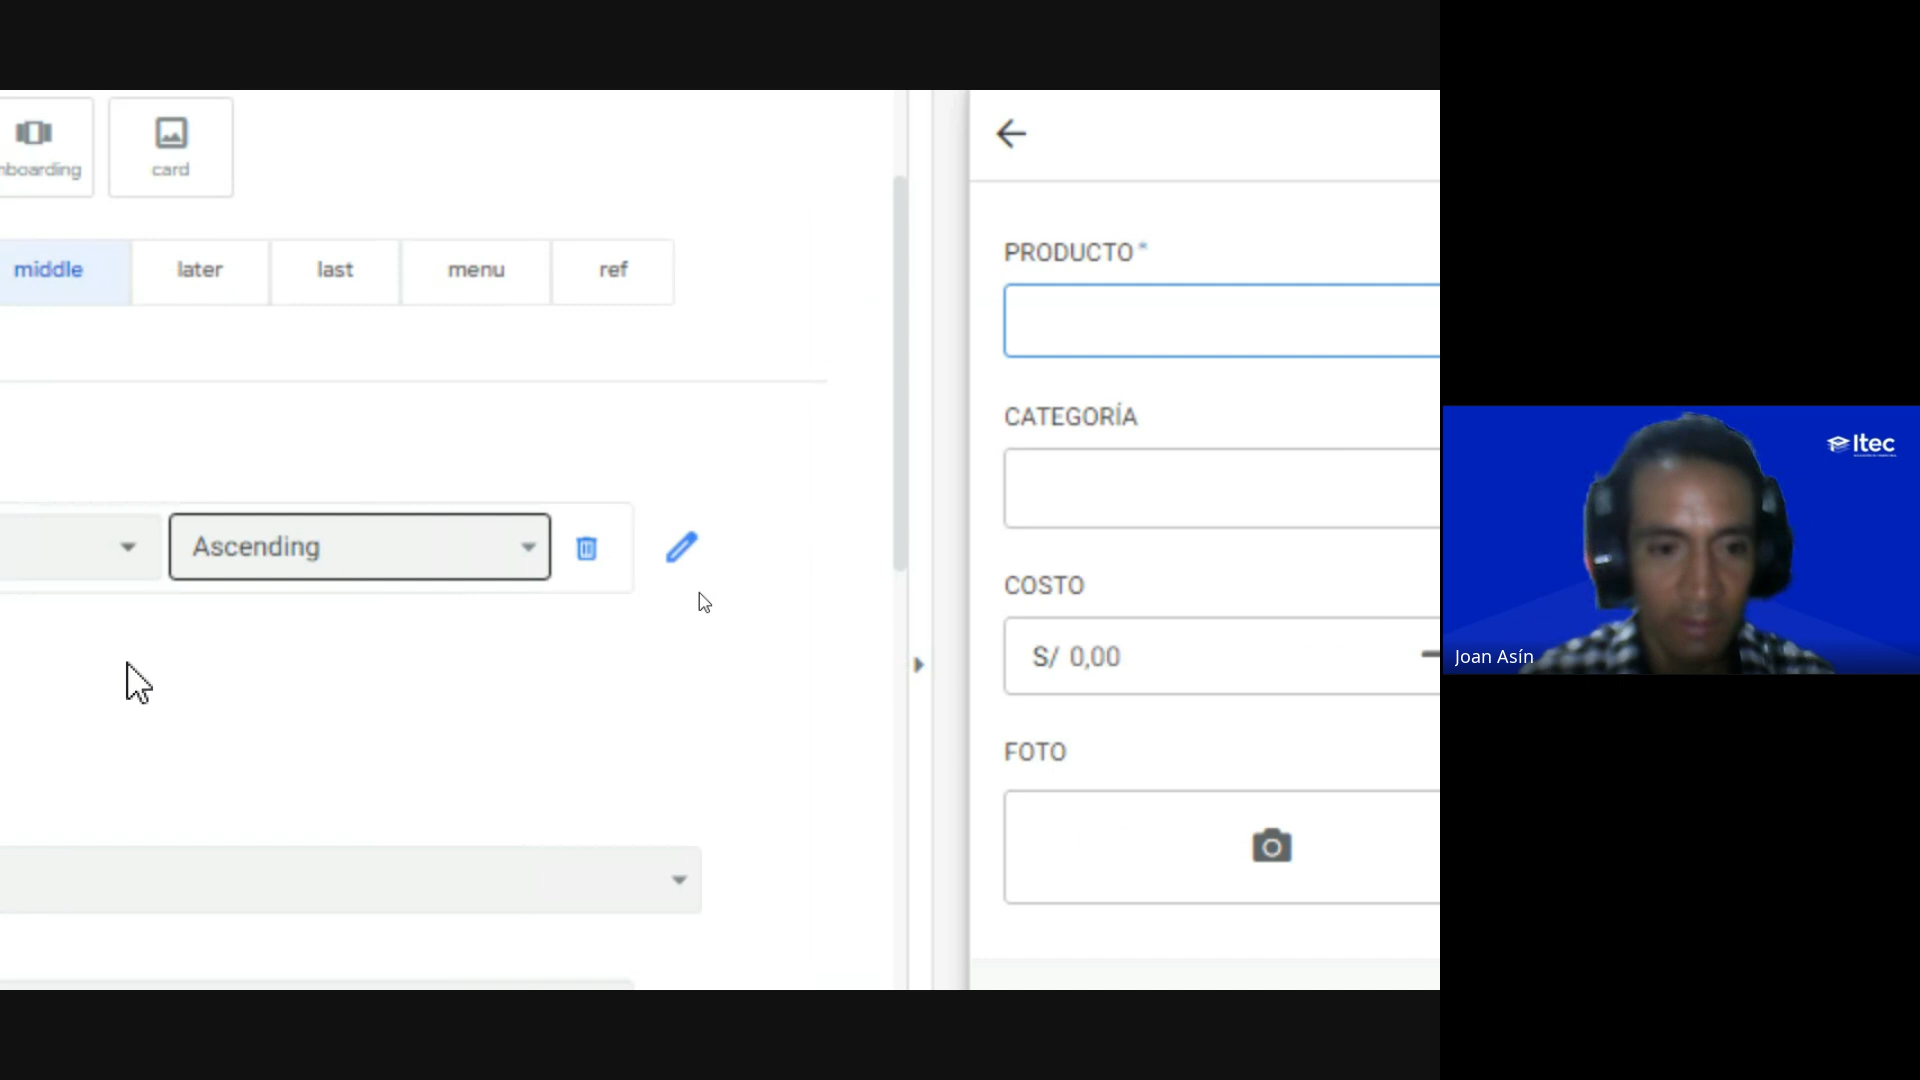 nboarding
card
middle
later
last
menu
ref
Ascending
PRODUCTO *
CATEGORÍA
COSTO
S/ 0,00
FOTO
Itec
Joan Asín